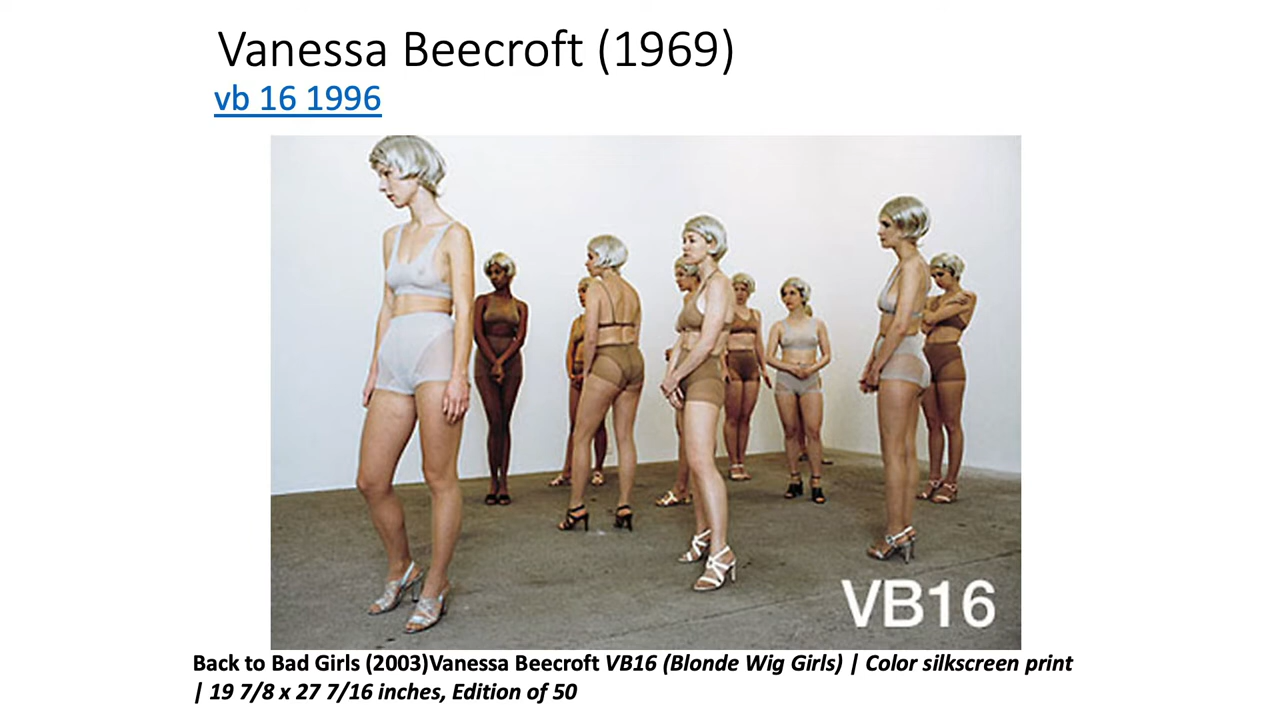 Vanessa Beecroft (1969)
vb 16 1996
VB16
Back to Bad Girls (2003)Vanessa Beecroft VB16 (Blonde Wig Girls) | Color silkscreen print
| 19 7/8 x 27 7/16 inches, Edition of 50